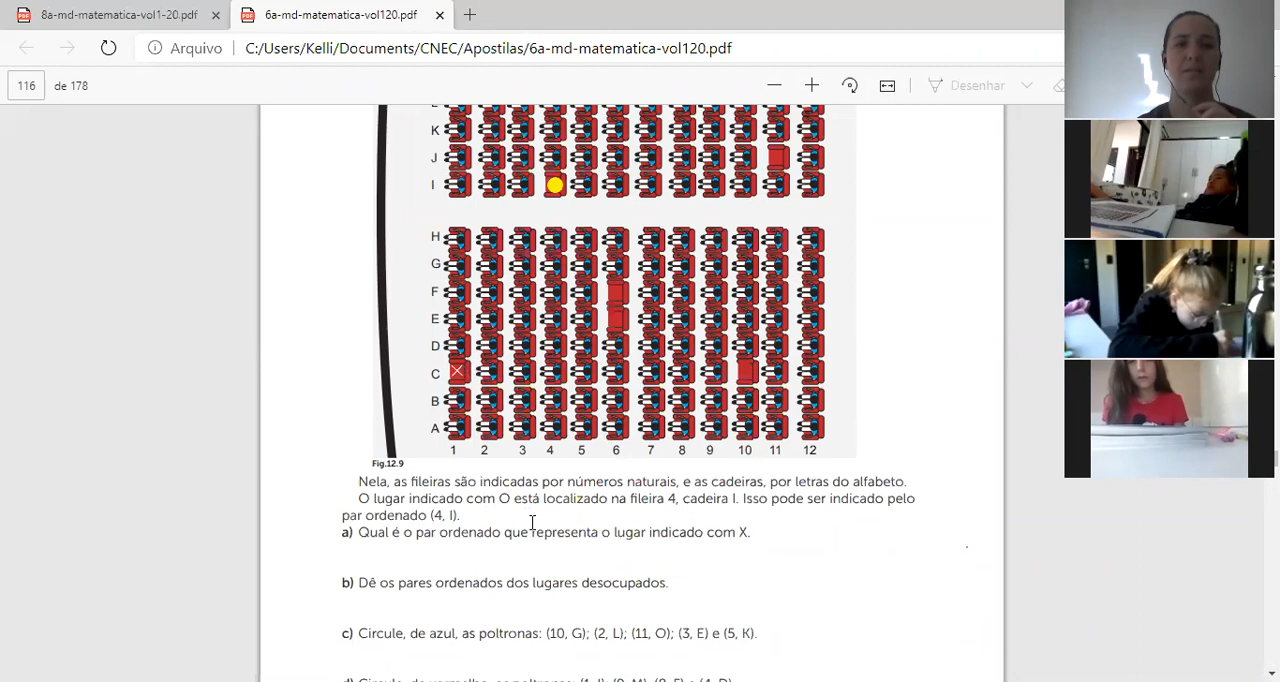 8a-md-matematica-vol1-20.pdf
6a-md-matematica-vol120.pdf
Arquivo
C:/Users/Kelli/Documents/CNEC/Apostilas/6a-md-matematica-vol120.pdf
116 de 178
Desenhar
K
J
I
H
G
F
E
D
C
B
A
1 2 3 4 5 6 7 8 9 10 11 12
Fig.12.9
Nela, as fileiras são indicadas por números naturais, e as cadeiras, por letras do alfabeto.
O lugar indicado com O está localizado na fileira 4, cadeira I. Isso pode ser indicado pelo
par ordenado (4, I).
a) Qual é o par ordenado que representa o lugar indicado com X.
b) Dê os pares ordenados dos lugares desocupados.
c) Circule, de azul, as poltronas: (10, G); (2, L); (11, O); (3, E) e (5, K).